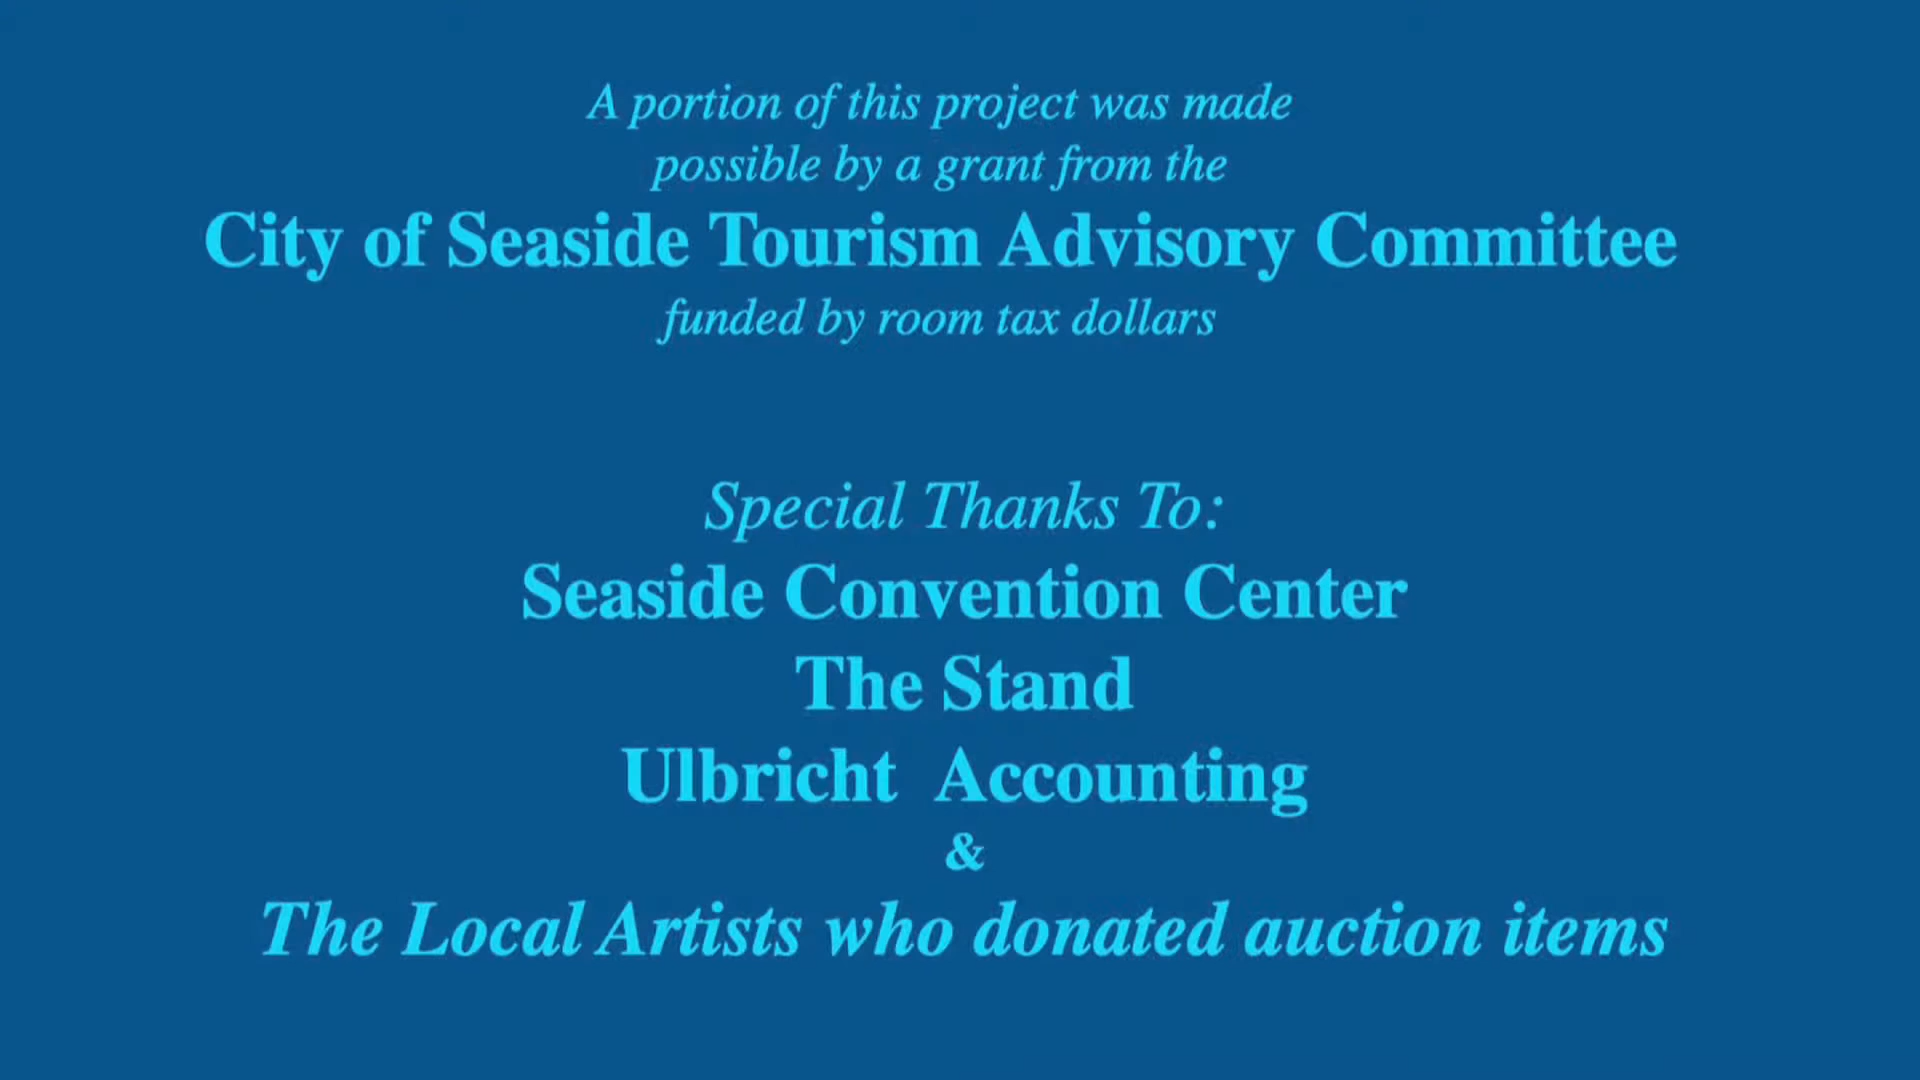 A portion of this project was made
possible by a grant from the
City of Seaside Tourism Advisory Committee
funded by room tax dollars
Special Thanks To:
Seaside Convention Center
The Stand
Ulbricht Accounting
&
The Local Artists who donated auction items